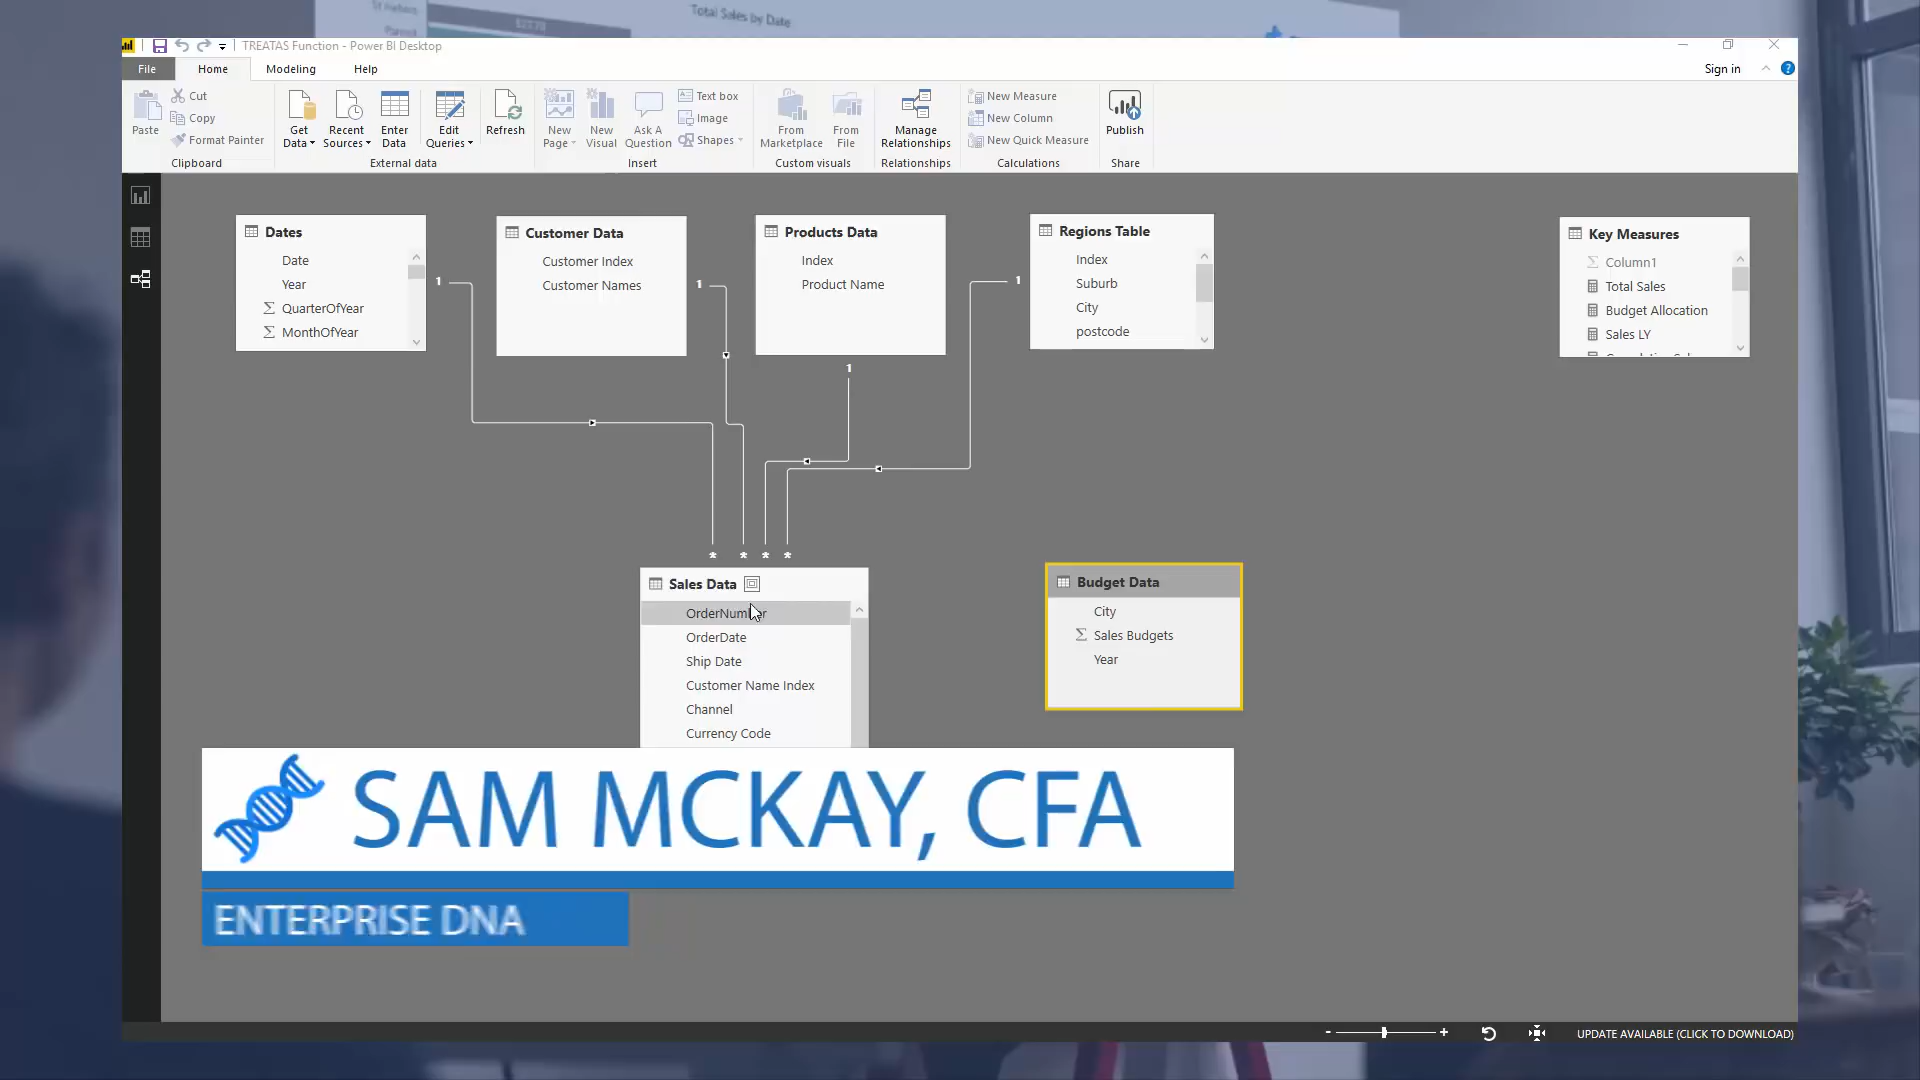 Total Sales by Date
TREATAS Function - Power BI Desktop
File
Home
Modeling
Help
Sign in
Paste
Cut
Copy
Format Painter
Clipboard
Get Data
Recent Sources
Enter Data
Edit Queries
Refresh
External data
New Page
New Visual
Ask A Question
Text box
Image
Shapes
Insert
From Marketplace
From File
Custom visuals
Manage Relationships
Relationships
New Measure
New Column
New Quick Measure
Calculations
Publish
Share
Dates
Date
Year
QuarterOfYear
MonthOfYear
1
Customer Data
Customer Index
Customer Names
1
Products Data
Index
Product Name
1
Regions Table
Index
Suburb
City
postcode
1
Key Measures
Column1
Total Sales
Budget Allocation
Sales LY
* * * *
Sales Data
OrderNumber
OrderDate
Ship Date
Customer Name Index
Channel
Currency Code
Budget Data
City
Sales Budgets
Year
SAM MCKAY, CFA
ENTERPRISE DNA
- +
UPDATE AVAILABLE (CLICK TO DOWNLOAD)